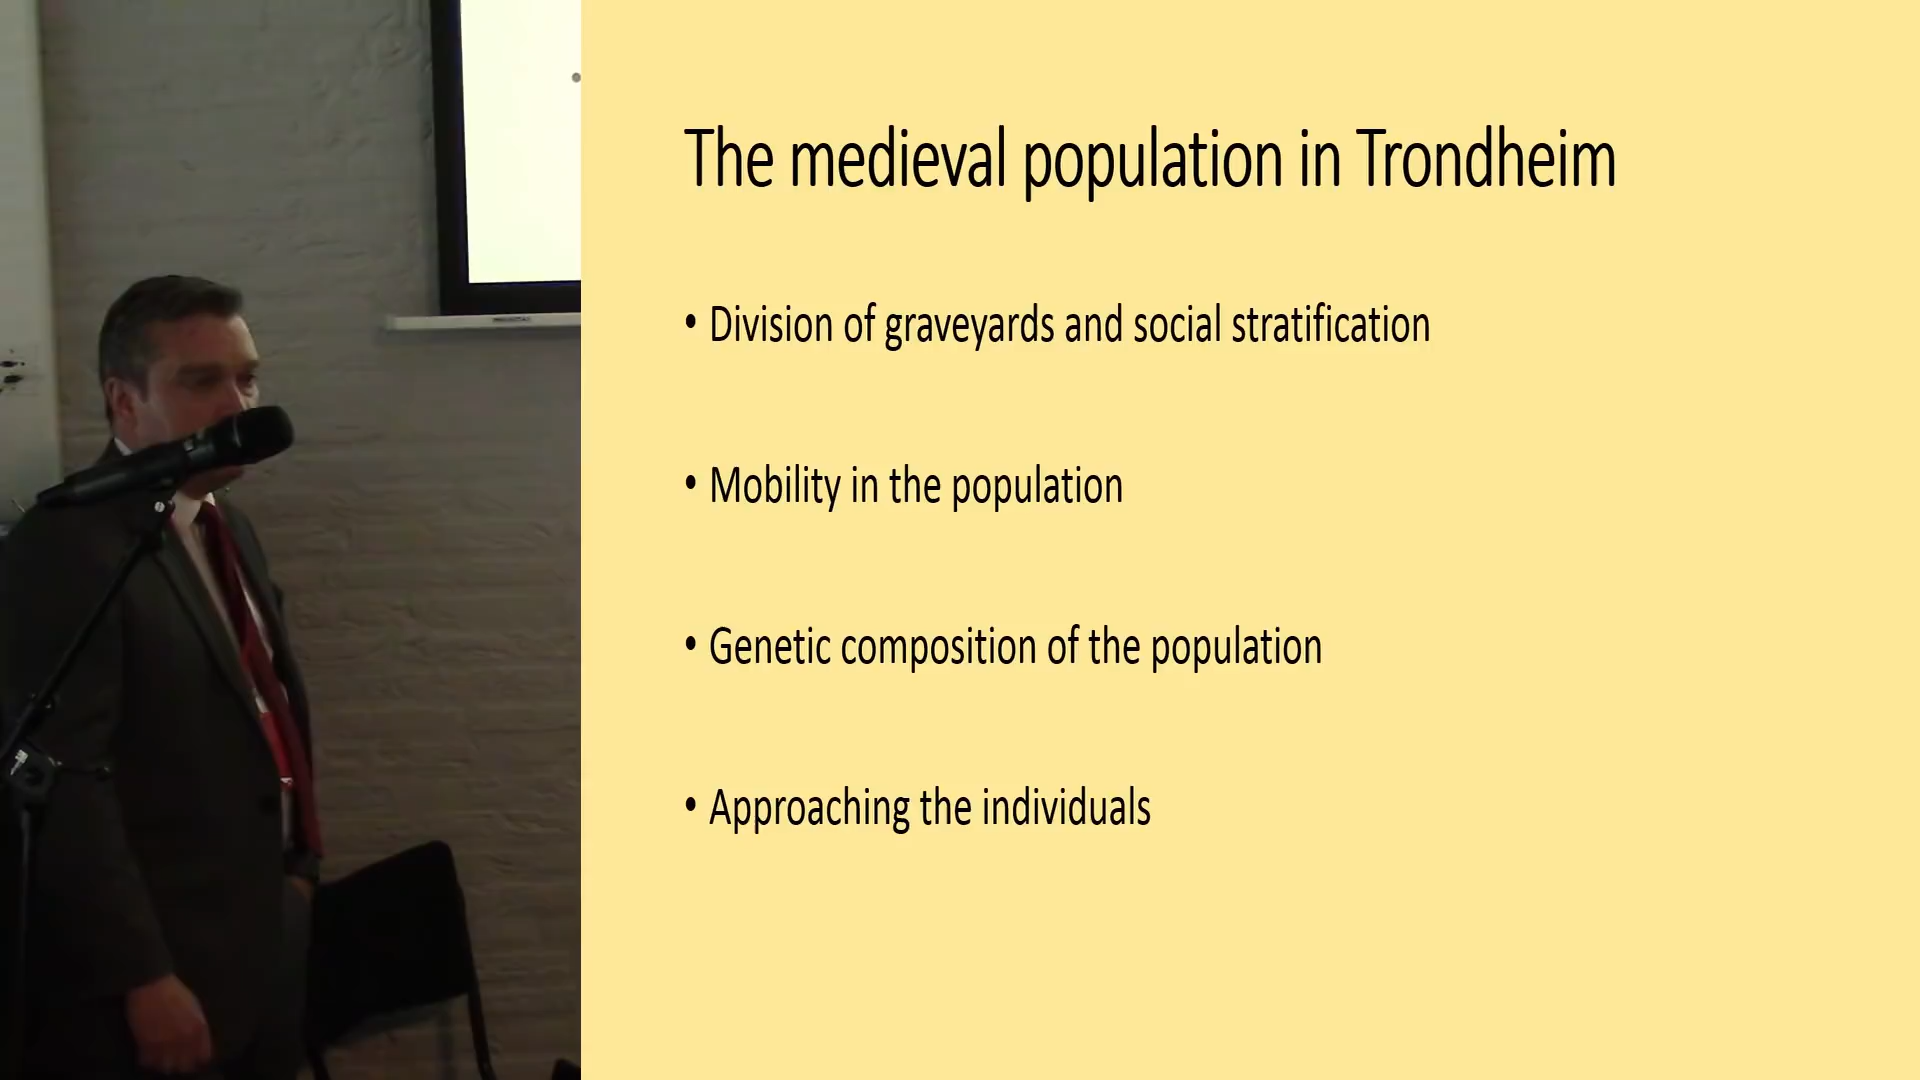 The medieval population in Trondheim
• Division of graveyards and social stratification
• Mobility in the population
• Genetic composition of the population
• Approaching the individuals